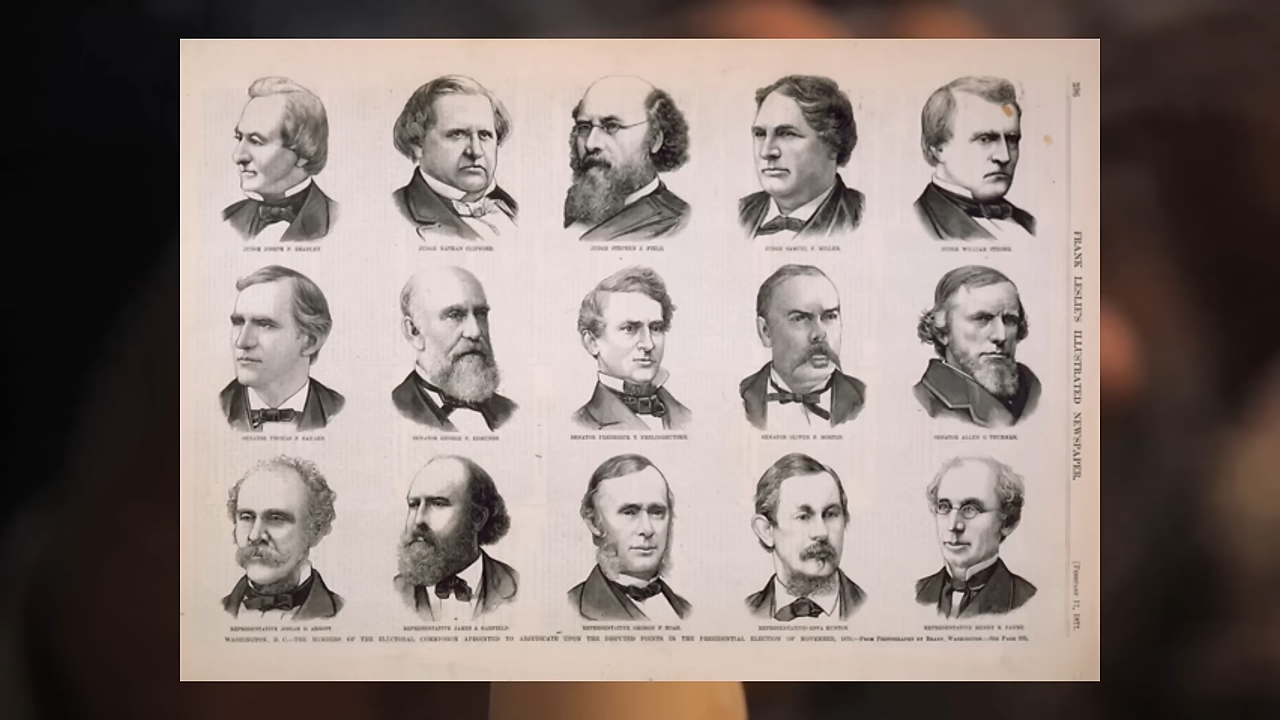 JUDGE JOSEPH P. BRADLEY.
JUDGE NATHAN CLIFFORD.
JUDGE STEPHEN J. FIELD.
JUDGE SAMUEL F. MILLER.
JUDGE WILLIAM STRONG.
SENATOR THOMAS F. BAYARD.
SENATOR GEORGE F. EDMUNDS.
SENATOR FREDERICK T. FRELINGHUYSEN.
SENATOR OLIVER P. MORTON.
SENATOR ALLEN G. THURMAN.
REPRESENTATIVE JOSIAH G. ABBOTT.
REPRESENTATIVE JAMES A. GARFIELD.
REPRESENTATIVE GEORGE F. HOAR.
REPRESENTATIVE EPPA HUNTON.
REPRESENTATIVE HENRY B. PAYNE.
WASHINGTON, D. C.—THE MEMBERS OF THE ELECTORAL COMMISSION APPOINTED TO ADJUDICATE UPON THE DISPUTED POINTS IN THE PRESIDENTIAL ELECTION OF NOVEMBER, 1876.—FROM PHOTOGRAPHS BY BRADY, WASHINGTON.—SEE PAGE
FRANK LESLIE'S ILLUSTRATED NEWSPAPER.
[FEBRUARY 17, 1877.